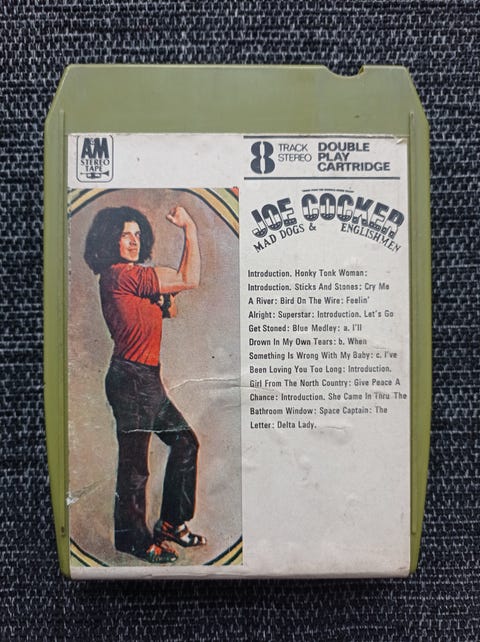 AM
STEREO
TAPE
8 TRACK STEREO
DOUBLE
PLAY
CARTRIDGE
JOE COCKER
MAD DOGS & ENGLISHMEN
Introduction. Honky Tonk Woman:
Introduction. Sticks And Stones: Cry Me
A River: Bird On The Wire: Feelin'
Alright: Superstar: Introduction. Let's Go
Get Stoned: Blue Medley: a. I'll
Drown In My Own Tears: b. When
Something Is Wrong With My Baby: c. I've
Been Loving You Too Long: Introduction.
Girl From The North Country: Give Peace A
Chance: Introduction. She Came In Thru The
Bathroom Window: Space Captain: The
Letter: Delta Lady.